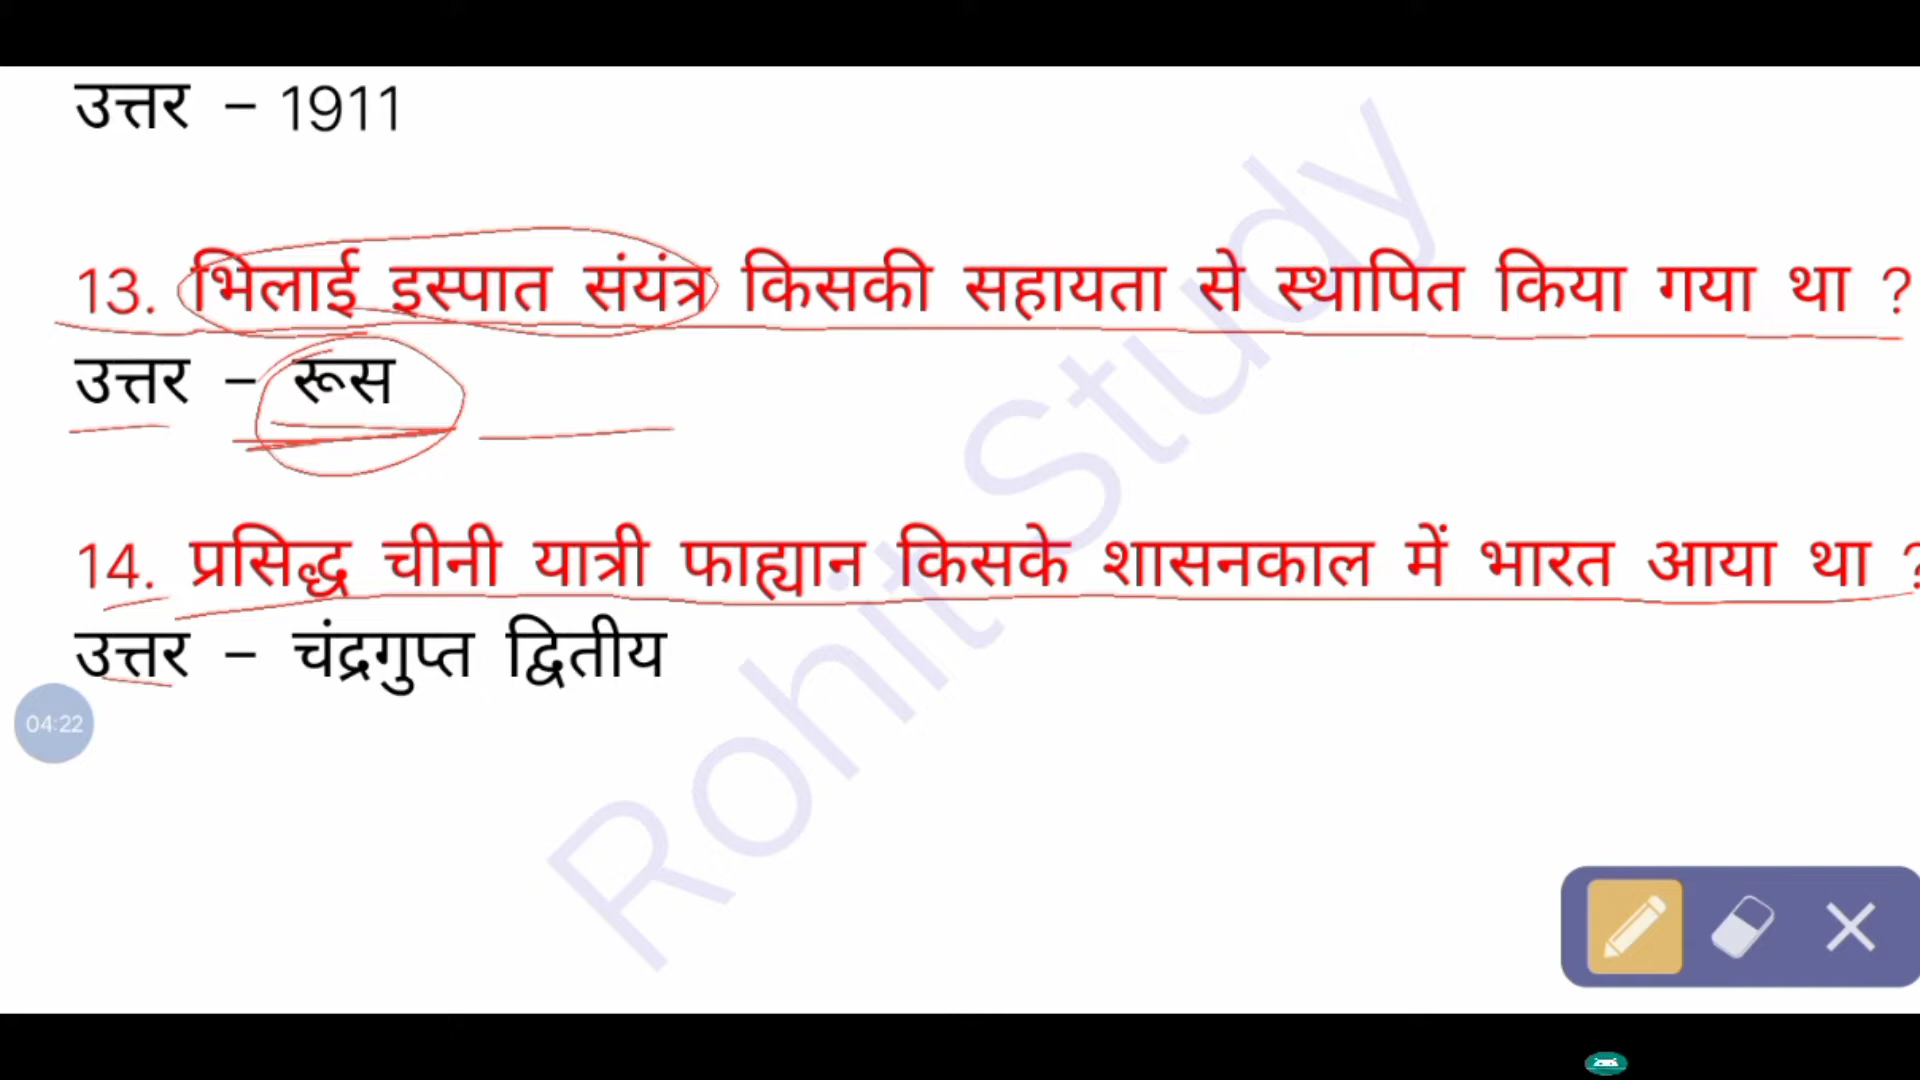 उत्तर – 1911
13. भिलाई इस्पात संयंत्र किसकी सहायता से स्थापित किया गया था ?
उत्तर – रूस
14. प्रसिद्ध चीनी यात्री फाह्यान किसके शासनकाल में भारत आया था ?
उत्तर – चंद्रगुप्त द्वितीय
04:22
Rohit Study